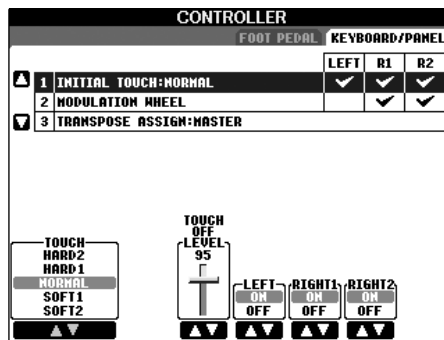 CONTROLLER
FOOT PEDAL KEYBOARD/PANEL
LEFT R1 R2
1 INITIAL TOUCH:NORMAL
2 MODULATION WHEEL
3 TRANSPOSE ASSIGN:MASTER
TOUCH
HARD2
HARD1
NORMAL
SOFT1
SOFT2
TOUCH
OFF
LEVEL
95
LEFT RIGHT1 RIGHT2
ON ON ON
OFF OFF OFF